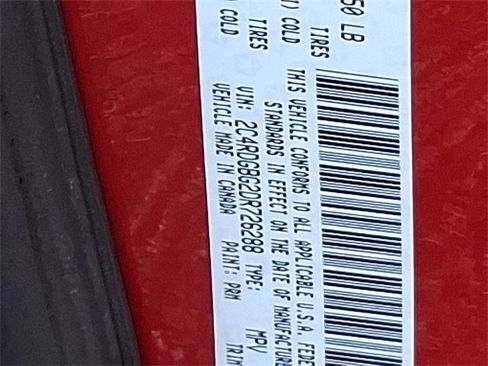 50 LB
TIRES
) COLD
TIRES
COLD
THIS VEHICLE CONFORMS TO ALL APPLICABLE U.S.A. FEDE
STANDARDS IN EFFECT ON THE DATE OF MANUFACTURE
VIN: 2C4RDGBG2DR726288 TYPE: MPV
VEHICLE MADE IN CANADA PAINT: PRM TRIM